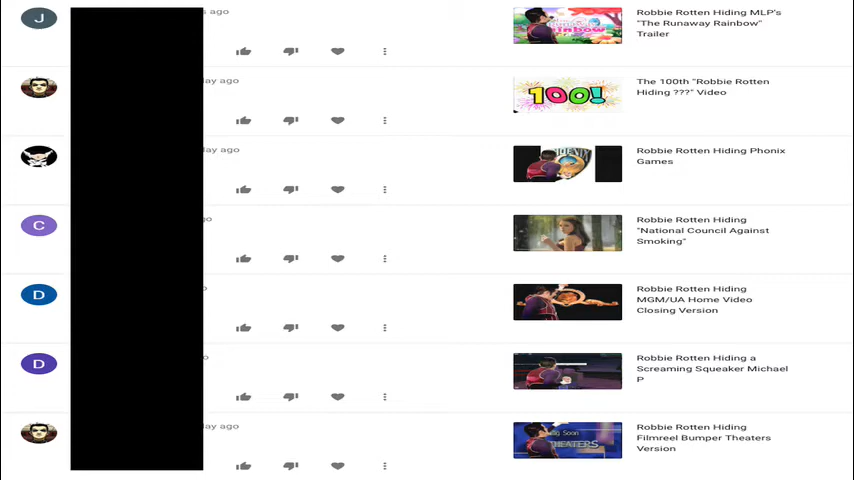 J
s ago
Robbie Rotten Hiding MLP's
"The Runaway Rainbow"
Trailer
day ago
100!
The 100th "Robbie Rotten
Hiding ???" Video
day ago
Robbie Rotten Hiding Phonix
Games
C
go
Robbie Rotten Hiding
"National Council Against
Smoking"
D
o
Robbie Rotten Hiding
MGM/UA Home Video
Closing Version
D
o
Robbie Rotten Hiding a
Screaming Squeaker Michael
P
day ago
Robbie Rotten Hiding
Filmreel Bumper Theaters
Version